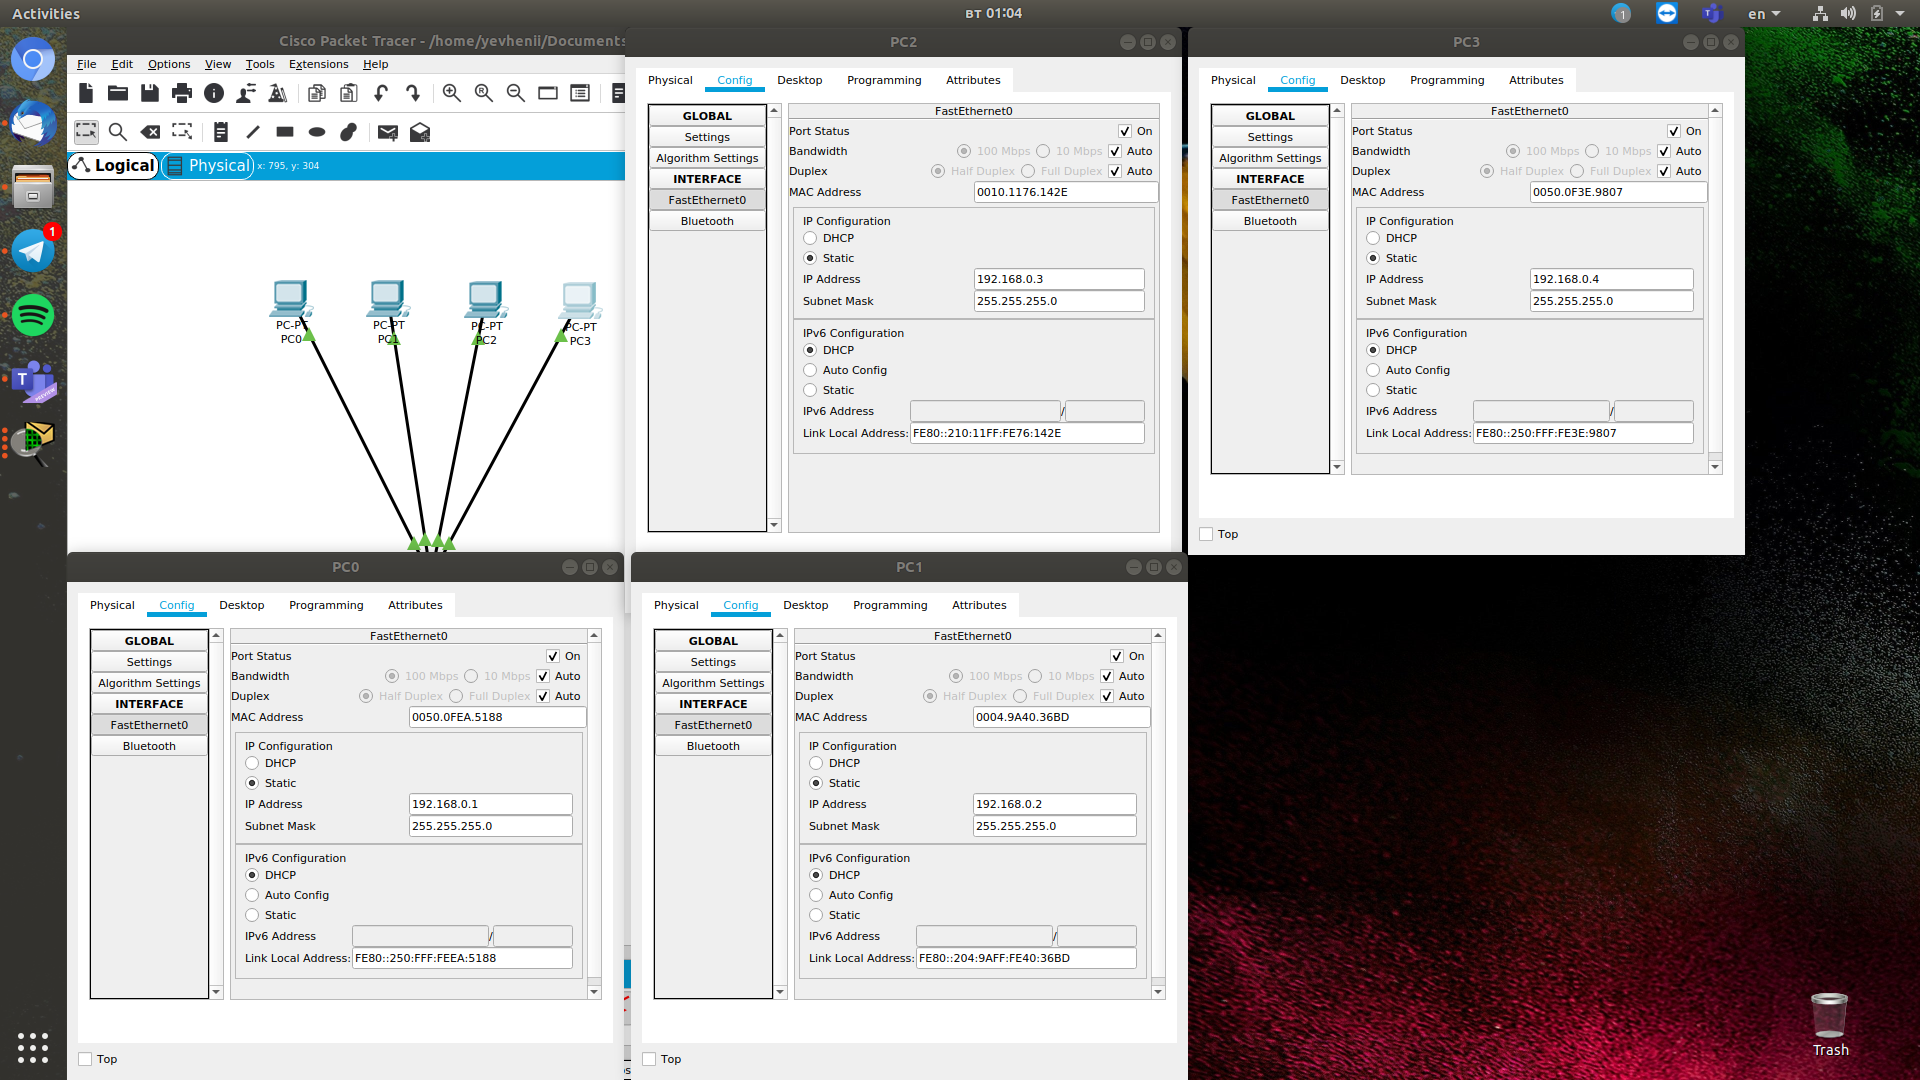 Activities
вт 01:04
1
en
Cisco Packet Tracer - /home/yevhenii/Documents
File Edit Options View Tools Extensions Help
Logical Physical x: 795, y: 304
1
PC-PT
PC0
PC-PT
PC1
PC-PT
PC2
PC-PT
PC3
PC2
Physical Config Desktop Programming Attributes
GLOBAL
Settings
Algorithm Settings
INTERFACE
FastEthernet0
Bluetooth
FastEthernet0
Port Status On
Bandwidth 100 Mbps 10 Mbps Auto
Duplex Half Duplex Full Duplex Auto
MAC Address 0010.1176.142E
IP Configuration
DHCP
Static
IP Address 192.168.0.3
Subnet Mask 255.255.255.0
IPv6 Configuration
DHCP
Auto Config
Static
IPv6 Address /
Link Local Address: FE80::210:11FF:FE76:142E
PC3
Physical Config Desktop Programming Attributes
GLOBAL
Settings
Algorithm Settings
INTERFACE
FastEthernet0
Bluetooth
FastEthernet0
Port Status On
Bandwidth 100 Mbps 10 Mbps Auto
Duplex Half Duplex Full Duplex Auto
MAC Address 0050.0F3E.9807
IP Configuration
DHCP
Static
IP Address 192.168.0.4
Subnet Mask 255.255.255.0
IPv6 Configuration
DHCP
Auto Config
Static
IPv6 Address /
Link Local Address: FE80::250:FFF:FE3E:9807
Top
PC0
Physical Config Desktop Programming Attributes
GLOBAL
Settings
Algorithm Settings
INTERFACE
FastEthernet0
Bluetooth
FastEthernet0
Port Status On
Bandwidth 100 Mbps 10 Mbps Auto
Duplex Half Duplex Full Duplex Auto
MAC Address 0050.0FEA.5188
IP Configuration
DHCP
Static
IP Address 192.168.0.1
Subnet Mask 255.255.255.0
IPv6 Configuration
DHCP
Auto Config
Static
IPv6 Address /
Link Local Address: FE80::250:FFF:FEEA:5188
Top
PC1
Physical Config Desktop Programming Attributes
GLOBAL
Settings
Algorithm Settings
INTERFACE
FastEthernet0
Bluetooth
FastEthernet0
Port Status On
Bandwidth 100 Mbps 10 Mbps Auto
Duplex Half Duplex Full Duplex Auto
MAC Address 0004.9A40.36BD
IP Configuration
DHCP
Static
IP Address 192.168.0.2
Subnet Mask 255.255.255.0
IPv6 Configuration
DHCP
Auto Config
Static
IPv6 Address /
Link Local Address: FE80::204:9AFF:FE40:36BD
Top
Trash